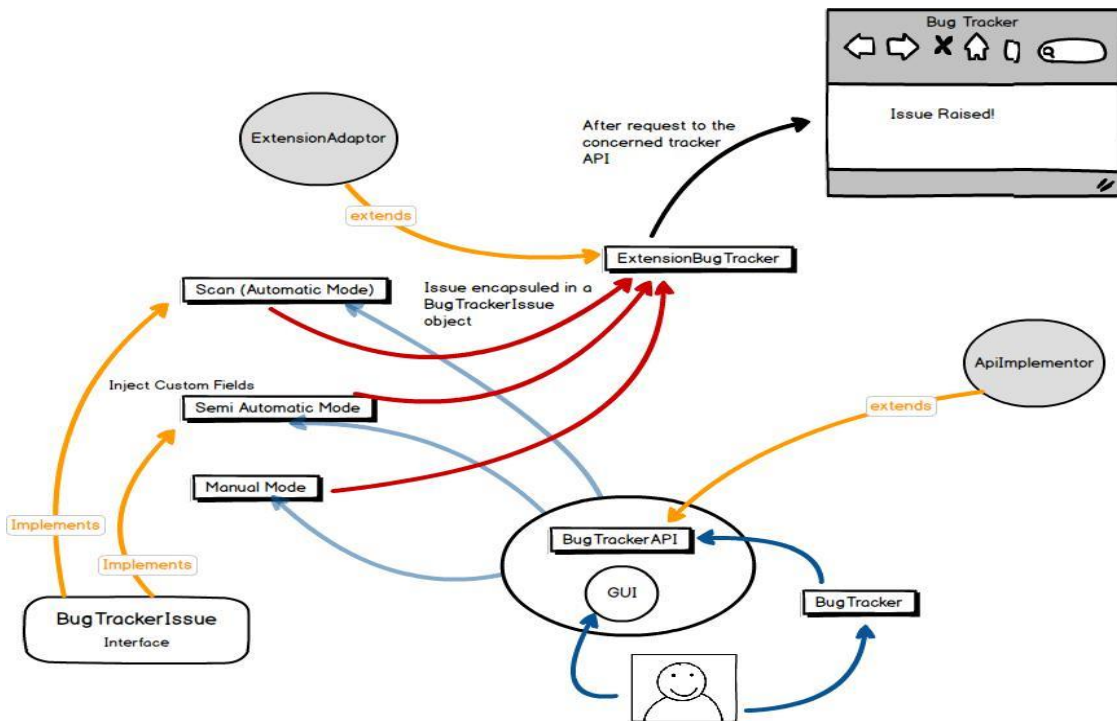 Bug Tracker
Issue Raised!
After request to the
concerned tracker
API
ExtensionAdaptor
extends
ExtensionBugTracker
Scan (Automatic Mode)
Issue encapsuled in a
BugTrackerIssue
object
ApiImplementor
extends
Inject Custom Fields
Semi Automatic Mode
Manual Mode
Implements
Implements
BugTrackerAPI
GUI
BugTracker
BugTrackerIssue
Interface